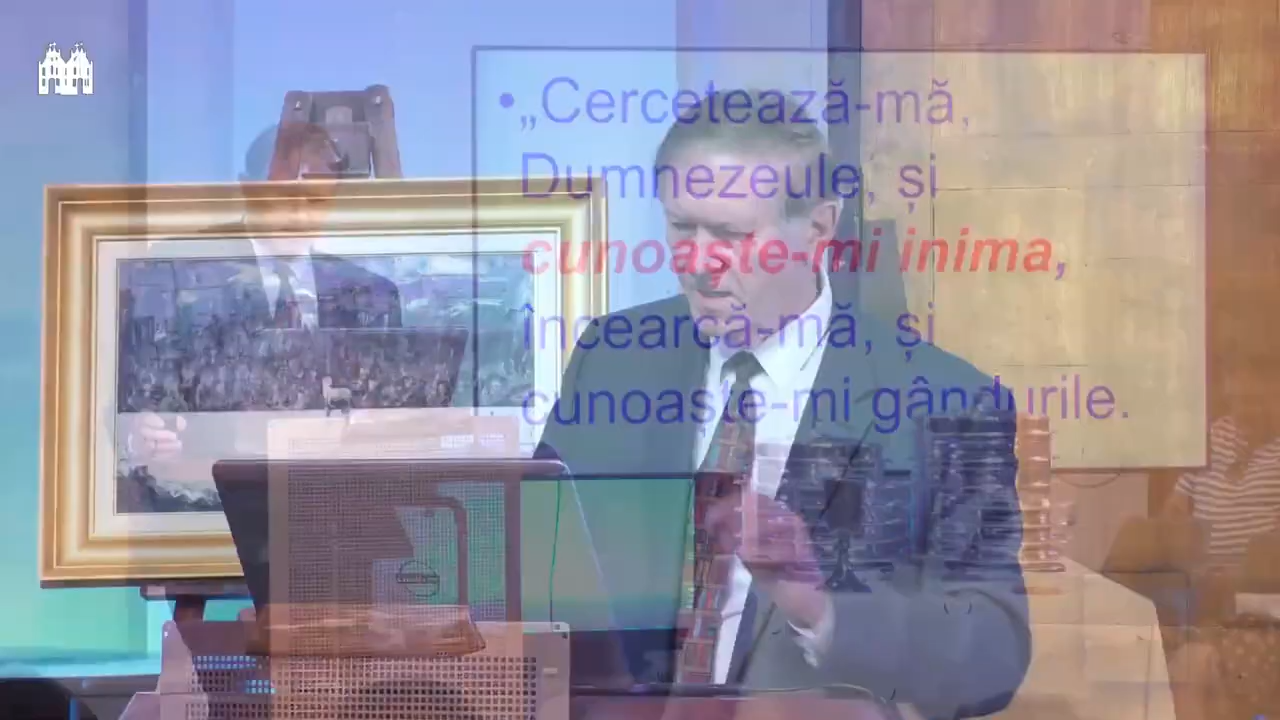 • „Cercetează-mă,
Dumnezeule, și
cunoaște-mi inima,
încearcă-mă, și
cunoaște-mi gândurile.